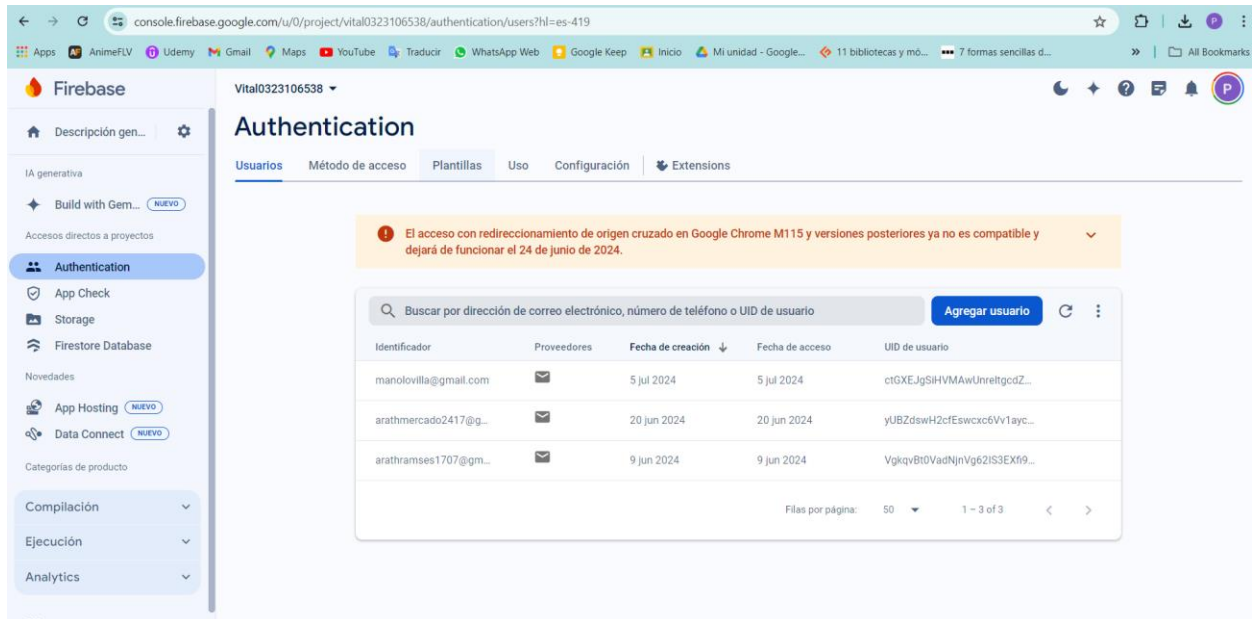 console.firebase.google.com/u/0/project/vital0323106538/authentication/users?hl=es-419
Apps AnimeFLV Udemy Gmail Maps YouTube Traducir WhatsApp Web Google Keep Inicio Mi unidad - Google... 11 bibliotecas y mó... 7 formas sencillas d... » All Bookmarks
Firebase
Vital0323106538
Descripción gen...
Authentication
Usuarios Método de acceso Plantillas Uso Configuración Extensions
IA generativa
Build with Gem... NUEVO
Accesos directos a proyectos
Authentication
App Check
Storage
Firestore Database
Novedades
App Hosting NUEVO
Data Connect NUEVO
Categorías de producto
Compilación
Ejecución
Analytics
El acceso con redireccionamiento de origen cruzado en Google Chrome M115 y versiones posteriores ya no es compatible y
dejará de funcionar el 24 de junio de 2024.
Buscar por dirección de correo electrónico, número de teléfono o UID de usuario Agregar usuario
Identificador Proveedores Fecha de creación Fecha de acceso UID de usuario
manolovilla@gmail.com 5 jul 2024 5 jul 2024 ctGXEJgSiHVMAwUnreltgcdZ...
arathmercado2417@g... 20 jun 2024 20 jun 2024 yUBZdswH2cfEswcxc6Vv1ayc...
arathramses1707@gm... 9 jun 2024 9 jun 2024 VgkqvBt0VadNjnVg62IS3EXfi9...
Filas por página: 50 1 – 3 of 3
P
P